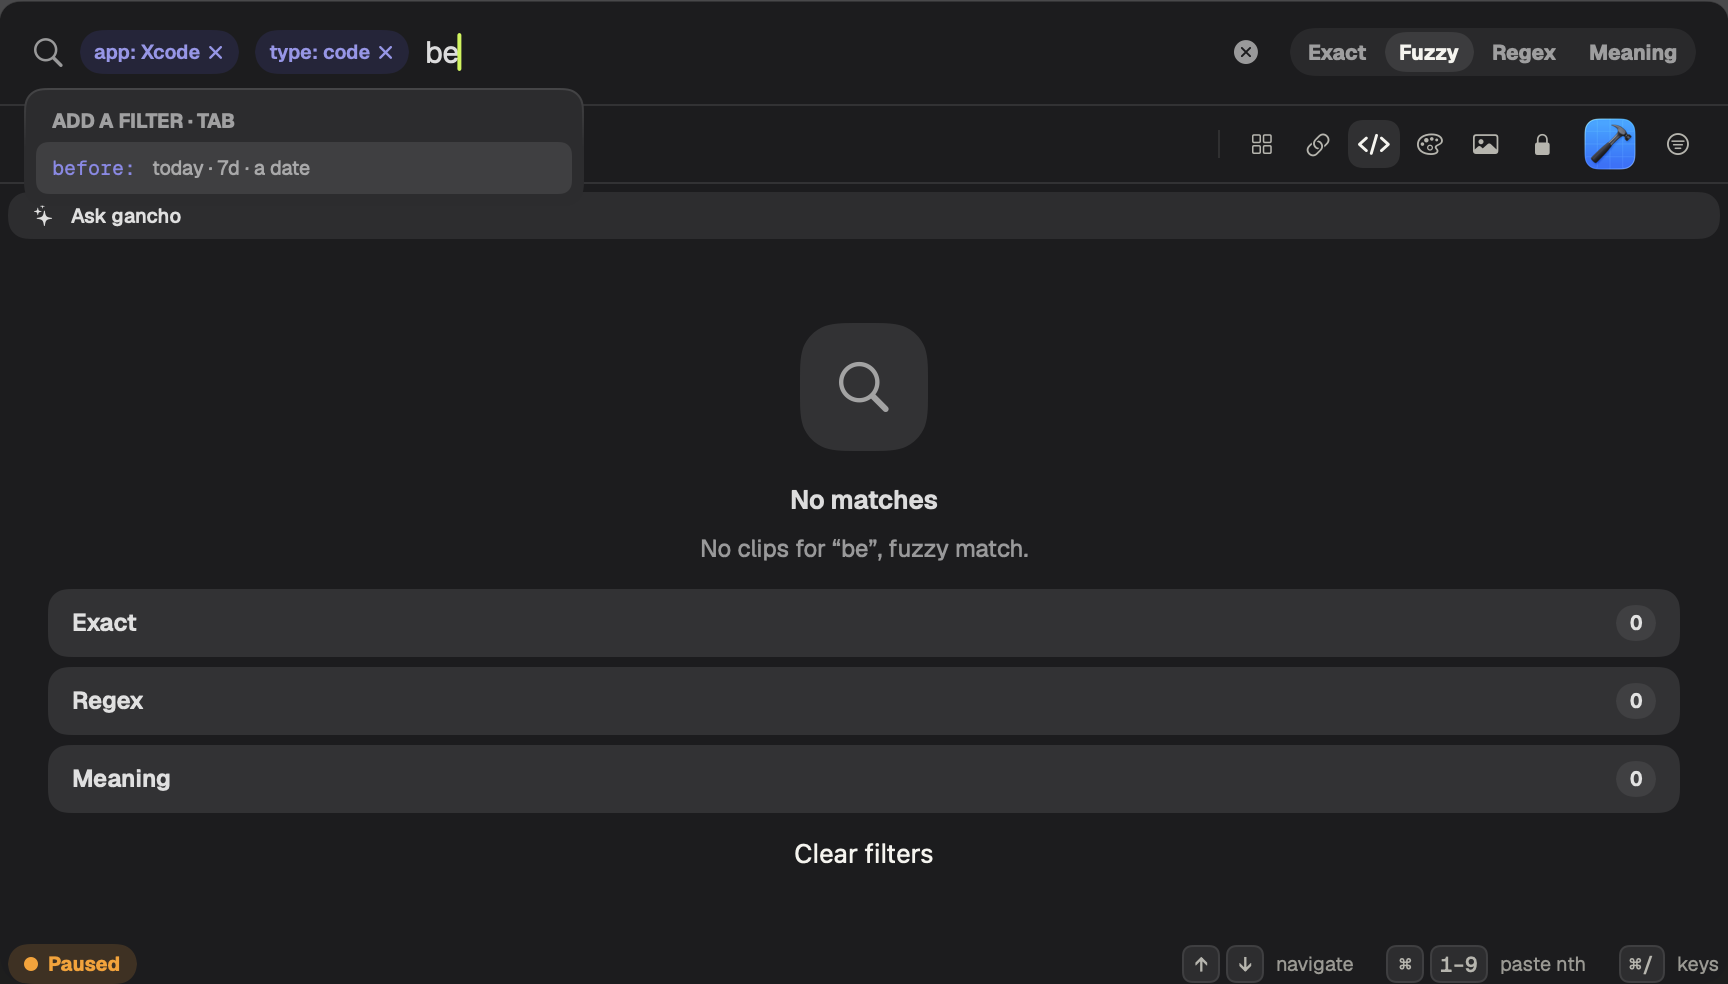 app: Xcode × type: code × be
Exact Fuzzy Regex Meaning
ADD A FILTER · TAB
before: today · 7d · a date
Ask gancho
No matches
No clips for “be”, fuzzy match.
Exact 0
Regex 0
Meaning 0
Clear filters
Paused
↑ ↓ navigate ⌘ 1–9 paste nth ⌘/ keys